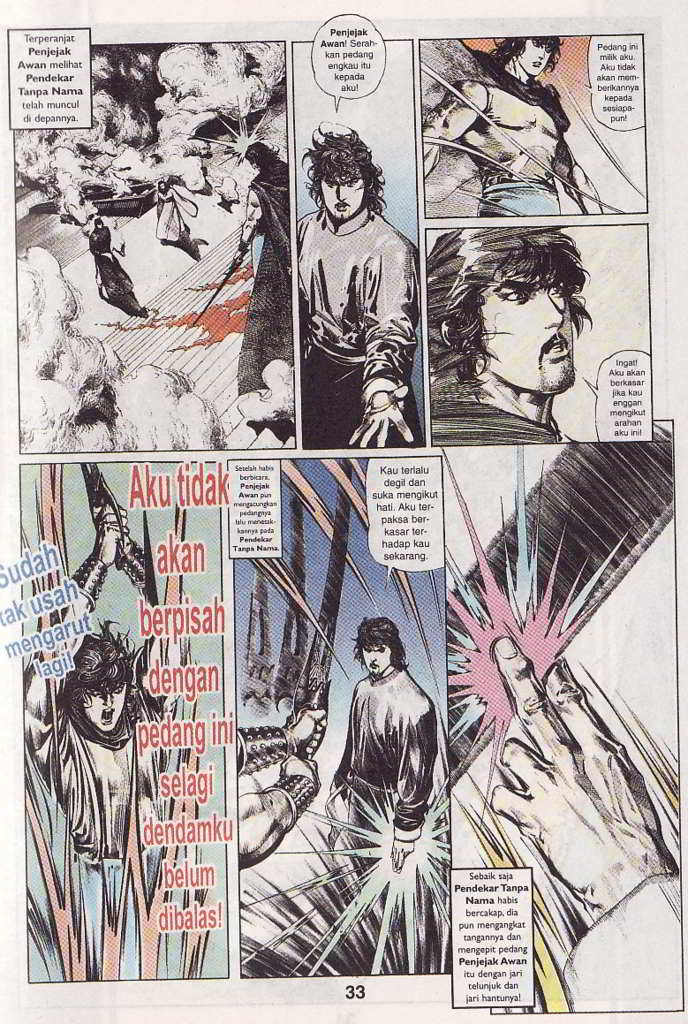 Terperanjat
Penjejak
Awan melihat
Pendekar
Tanpa Nama
telah muncul
di depannya.
Penjejak
Awan! Serah-
kan pedang
engkau itu
kepada
aku!
Pedang ini
milik aku.
Aku tidak
akan mem-
berikannya
kepada
sesiapa-
pun!
Ingat!
Aku akan
berkasar
jika kau
enggan
mengikut
arahan
aku ini!
Sudah
tak usah
mengarut
lagi!
Aku tidak
akan
berpisah
dengan
pedang ini
selagi
dendamku
belum
dibalas!
Setelah habis
berbicara,
Penjejak
Awan pun
mengacungkan
pedangnya
lalu menetak-
kannya pada
Pendekar
Tanpa Nama.
Kau terlalu
degil dan
suka mengikut
hati. Aku ter-
paksa ber-
kasar ter-
hadap kau
sekarang.
Sebaik saja
Pendekar Tanpa
Nama habis
bercakap, dia
pun mengangkat
tangannya dan
mengepit pedang
Penjejak Awan
itu dengan jari
telunjuk dan
jari hantunya!
33